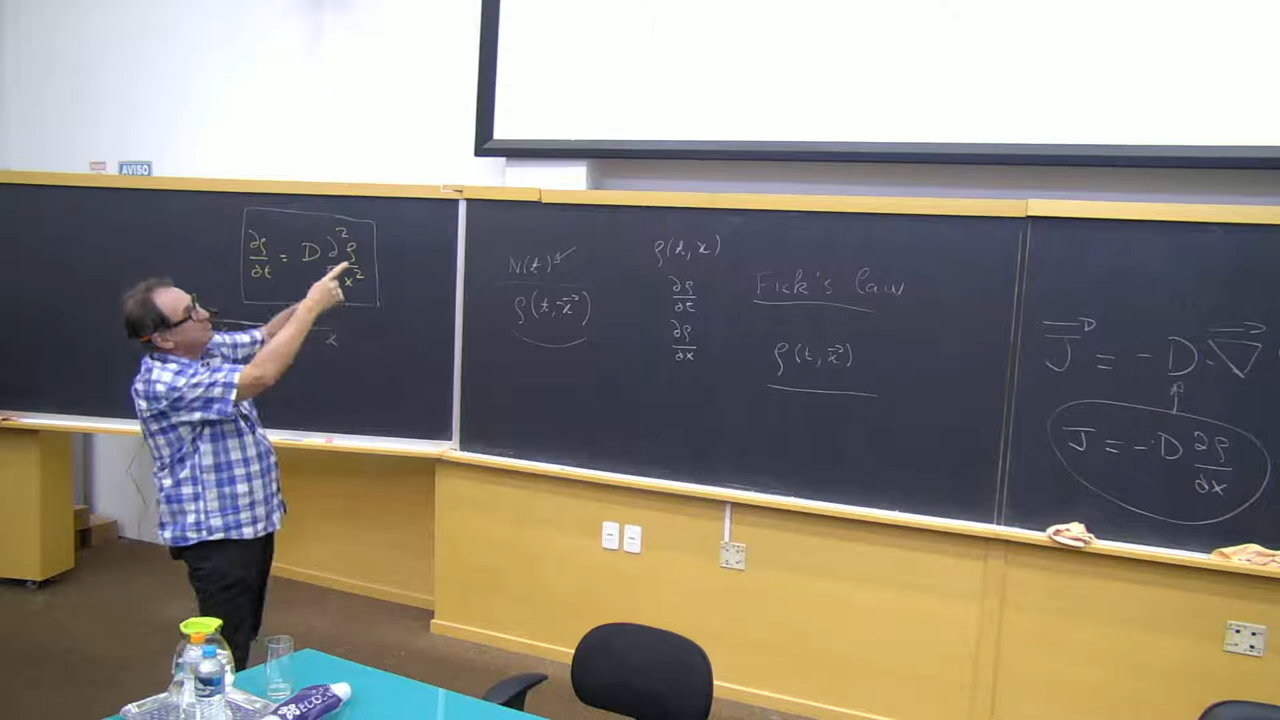 AVISO
∂ρ/∂t = D ∂²ρ/∂x²
x
N(t)
ρ(t, x⃗)
ρ(t, x)
∂ρ/∂t
∂ρ/∂x
Fick's law
ρ(t, x⃗)
J⃗ = - D ∇⃗
J = - D ∂ρ/∂x
ECO